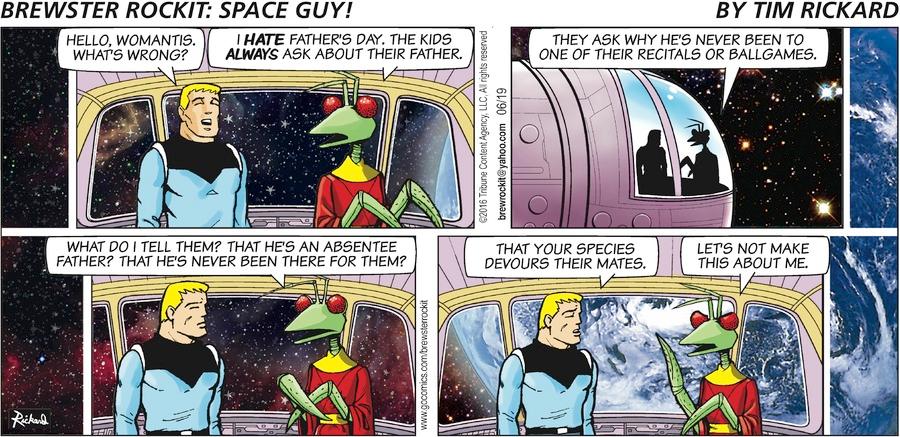 BREWSTER ROCKIT: SPACE GUY!
BY TIM RICKARD
HELLO, WOMANTIS.
WHAT'S WRONG?
I HATE FATHER'S DAY. THE KIDS
ALWAYS ASK ABOUT THEIR FATHER.
©2016 Tribune Content Agency, LLC. All rights reserved
brewrockit@yahoo.com 06/19
THEY ASK WHY HE'S NEVER BEEN TO
ONE OF THEIR RECITALS OR BALLGAMES.
WHAT DO I TELL THEM? THAT HE'S AN ABSENTEE
FATHER? THAT HE'S NEVER BEEN THERE FOR THEM?
Rickard
www.gocomics.com/brewsterrockit
THAT YOUR SPECIES
DEVOURS THEIR MATES.
LET'S NOT MAKE
THIS ABOUT ME.